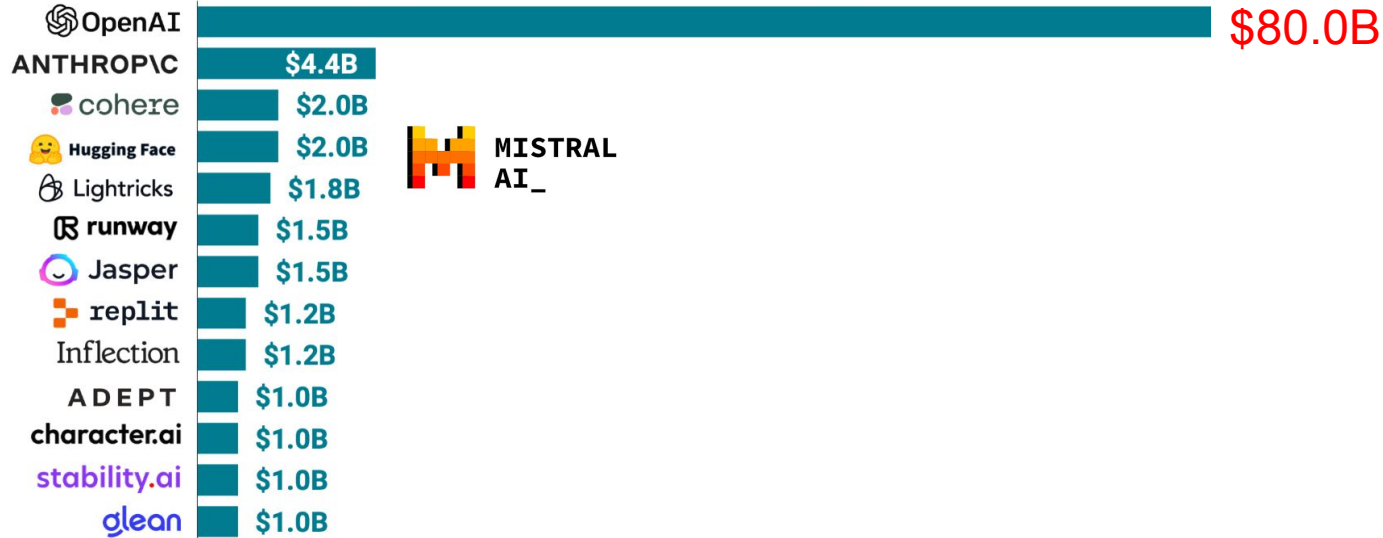 OpenAI $80.0B
ANTHROP\C $4.4B
cohere $2.0B
Hugging Face $2.0B
MISTRAL
AI_
Lightricks $1.8B
runway $1.5B
Jasper $1.5B
replit $1.2B
Inflection $1.2B
ADEPT $1.0B
character.ai $1.0B
stability.ai $1.0B
glean $1.0B